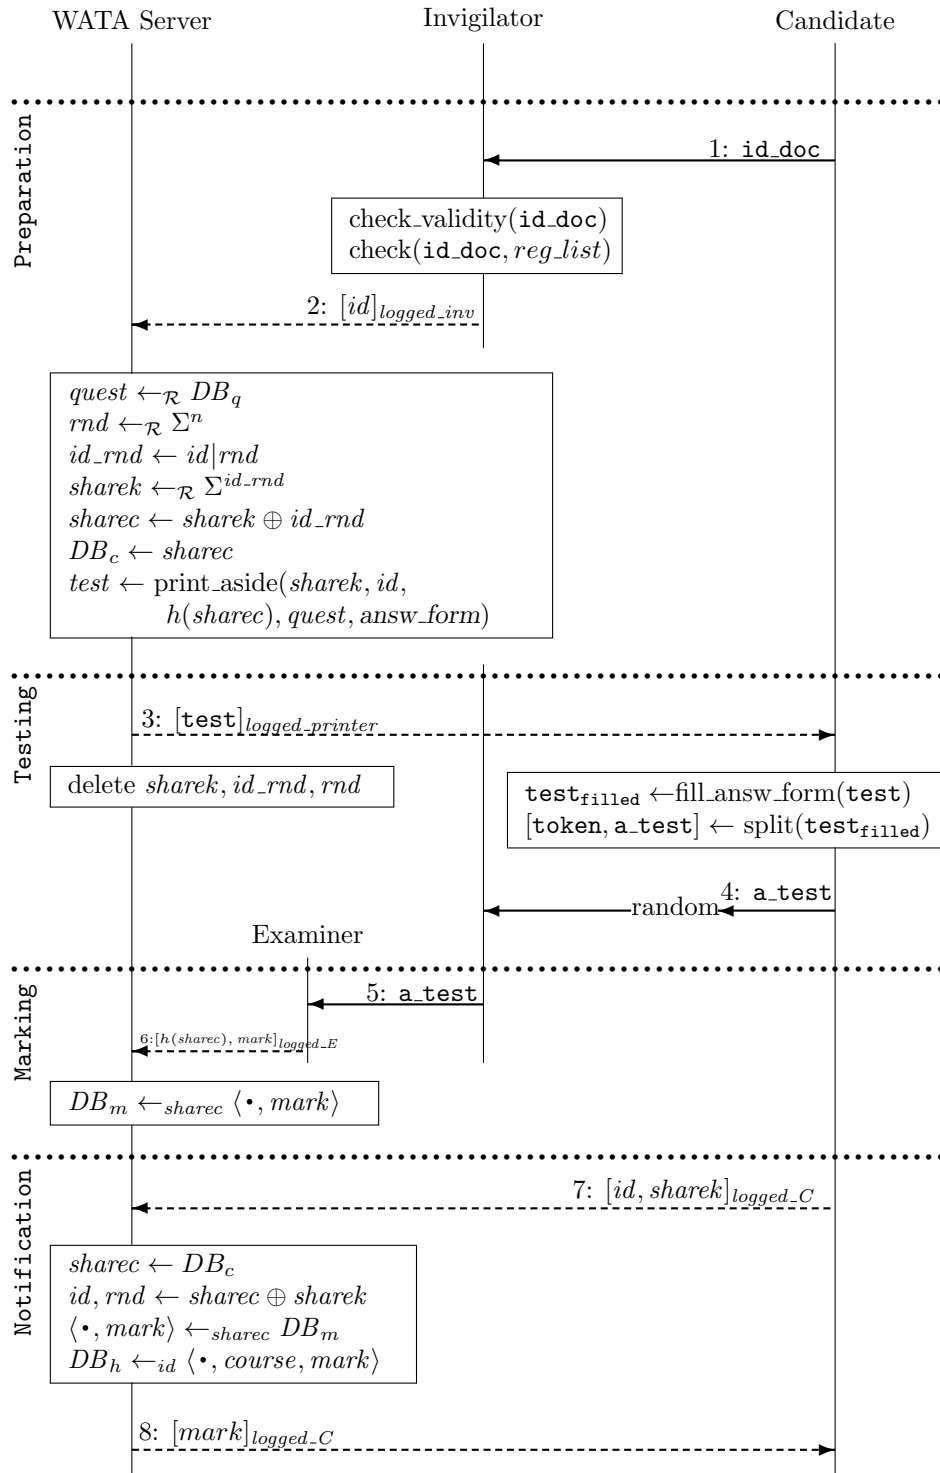 WATA Server Invigilator Candidate
Preparation
1: id_doc
check_validity(id_doc)
check(id_doc, reg_list)
2: [id]logged_inv
quest ←R DBq
rnd ←R Σn
id_rnd ← id|rnd
sharek ←R Σid_rnd
sharec ← sharek ⊕ id_rnd
DBc ← sharec
test ← print_aside(sharek, id,
h(sharec), quest, answ_form)
Testing
3: [test]logged_printer
delete sharek, id_rnd, rnd
testfilled ←fill_answ_form(test)
[token, a_test] ← split(testfilled)
4: a_test
random
Examiner
Marking
5: a_test
6:[h(sharec), mark]logged_E
DBm ←sharec ⟨•, mark⟩
Notification
7: [id, sharek]logged_C
sharec ← DBc
id, rnd ← sharec ⊕ sharek
⟨•, mark⟩ ←sharec DBm
DBh ←id ⟨•, course, mark⟩
8: [mark]logged_C